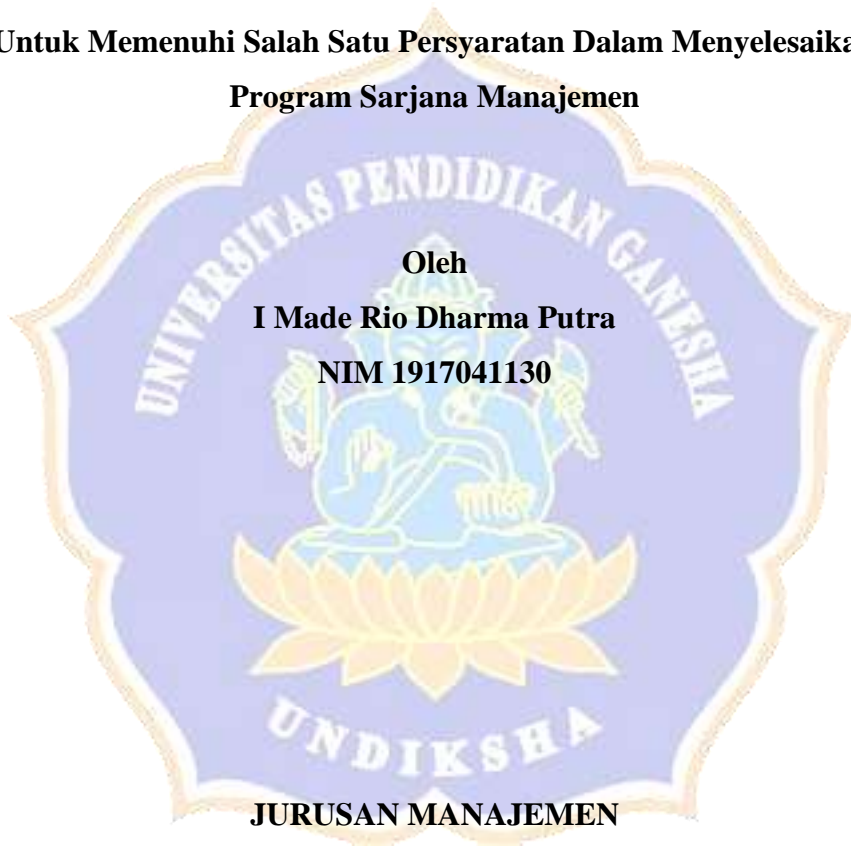 Untuk Memenuhi Salah Satu Persyaratan Dalam Menyelesaika
Program Sarjana Manajemen
UNIVERSITAS PENDIDIKAN GANESHA
Oleh
I Made Rio Dharma Putra
NIM 1917041130
UNDIKSHA
JURUSAN MANAJEMEN